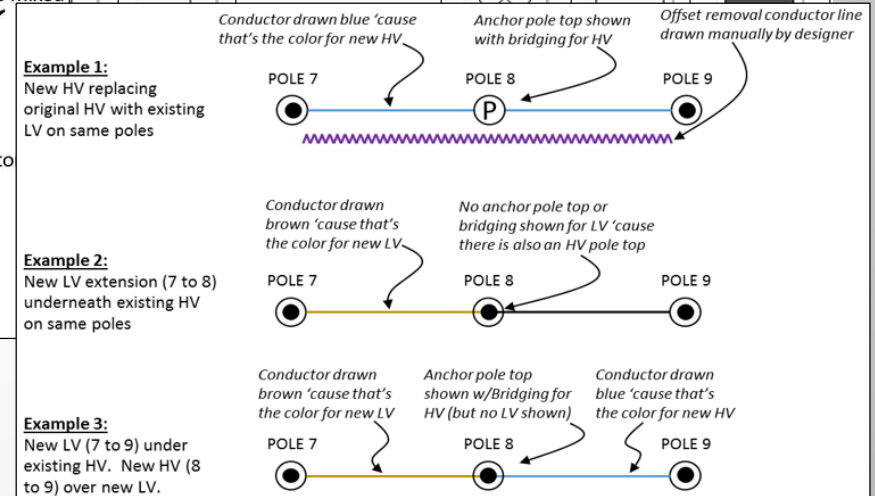 Conductor drawn blue ‘cause
that’s the color for new HV
Anchor pole top shown
with bridging for HV
Offset removal conductor line
drawn manually by designer
Example 1:
New HV replacing
original HV with existing
LV on same poles
POLE 7
POLE 8
POLE 9
P
Conductor drawn
brown ‘cause that’s
the color for new LV
No anchor pole top or
bridging shown for LV ‘cause
there is also an HV pole top
Example 2:
New LV extension (7 to 8)
underneath existing HV
on same poles
POLE 7
POLE 8
POLE 9
Conductor drawn
brown ‘cause that’s
the color for new LV
Anchor pole top
shown w/Bridging for
HV (but no LV shown)
Conductor drawn
blue ‘cause that’s
the color for new HV
Example 3:
New LV (7 to 9) under
existing HV. New HV (8
to 9) over new LV.
POLE 7
POLE 8
POLE 9